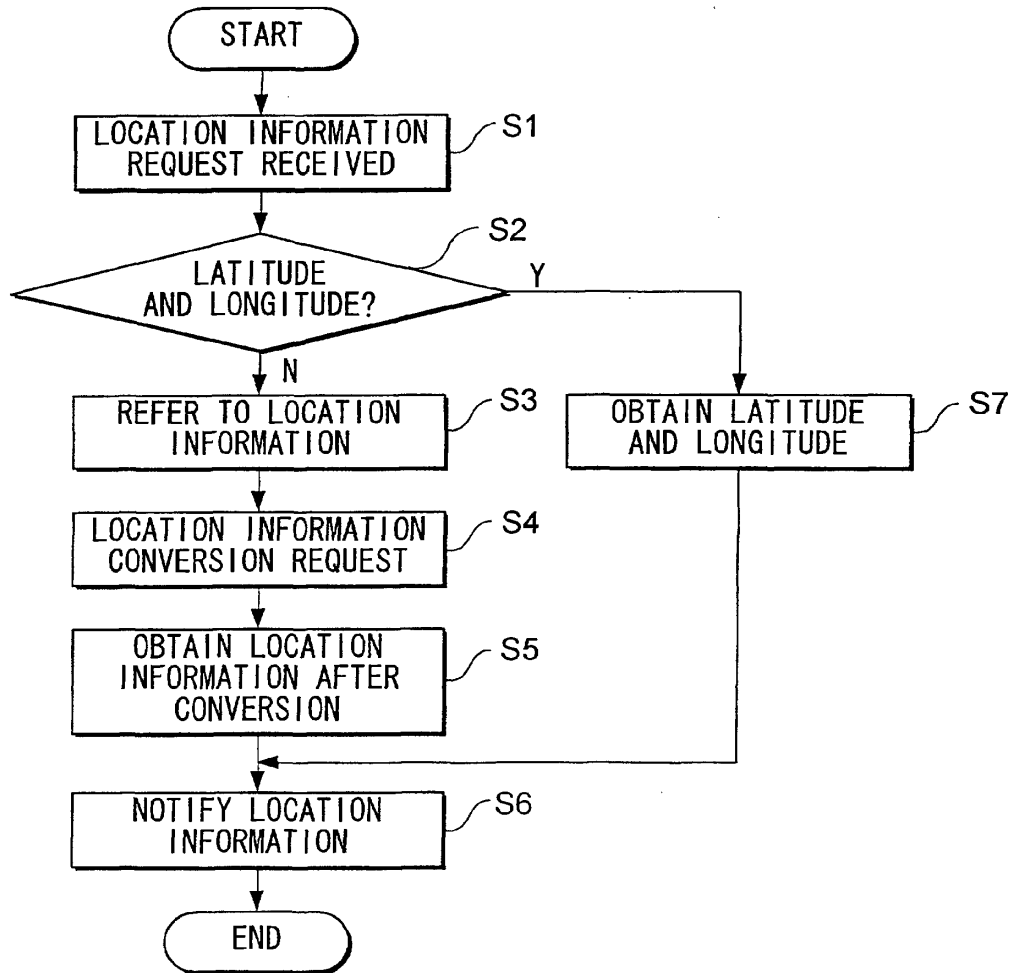 START
LOCATION INFORMATION
REQUEST RECEIVED
S1
S2
LATITUDE
AND LONGITUDE?
Y
N
REFER TO LOCATION
INFORMATION
S3
OBTAIN LATITUDE
AND LONGITUDE
S7
LOCATION INFORMATION
CONVERSION REQUEST
S4
OBTAIN LOCATION
INFORMATION AFTER
CONVERSION
S5
NOTIFY LOCATION
INFORMATION
S6
END